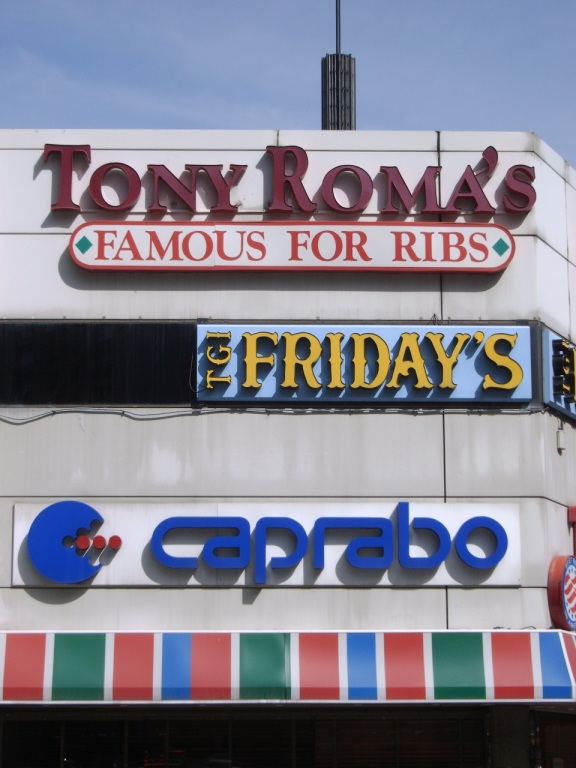 TONY ROMA'S
FAMOUS FOR RIBS
TGI FRIDAY'S
caprabo